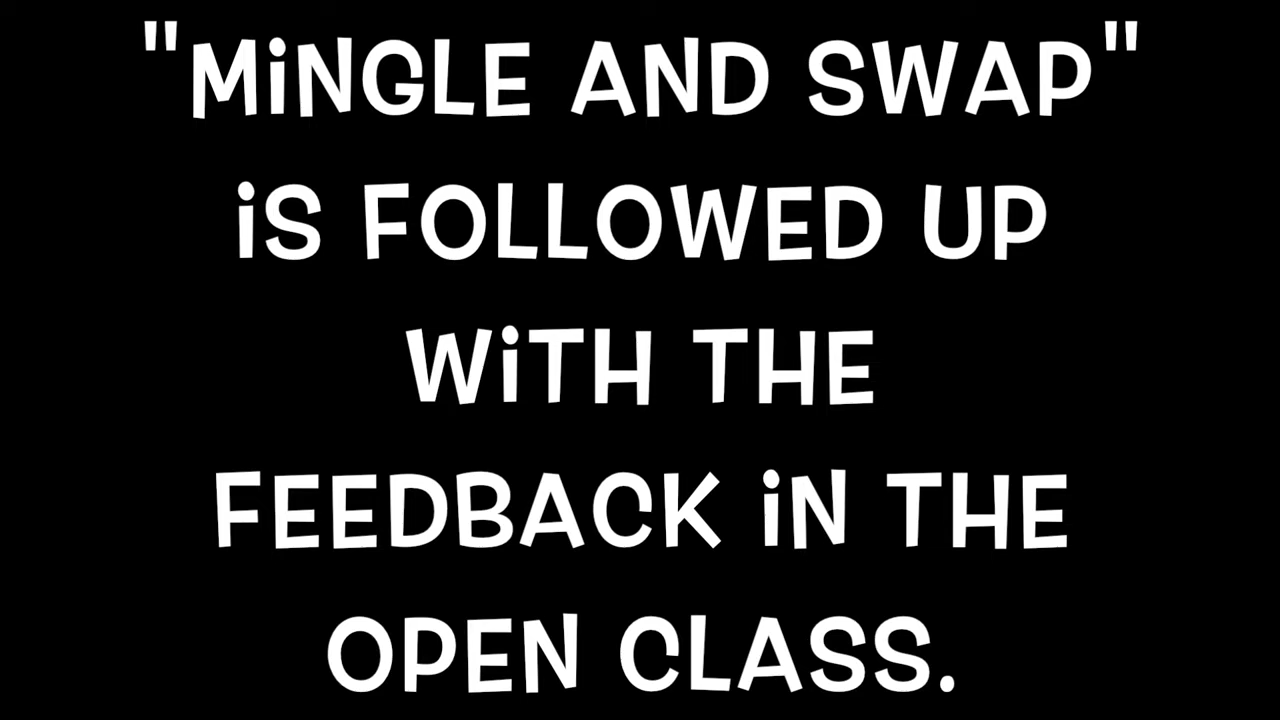 "MiNGLE AND SWAP"
iS FOLLOWED UP
WiTH THE
FEEDBACK iN THE
OPEN CLASS.